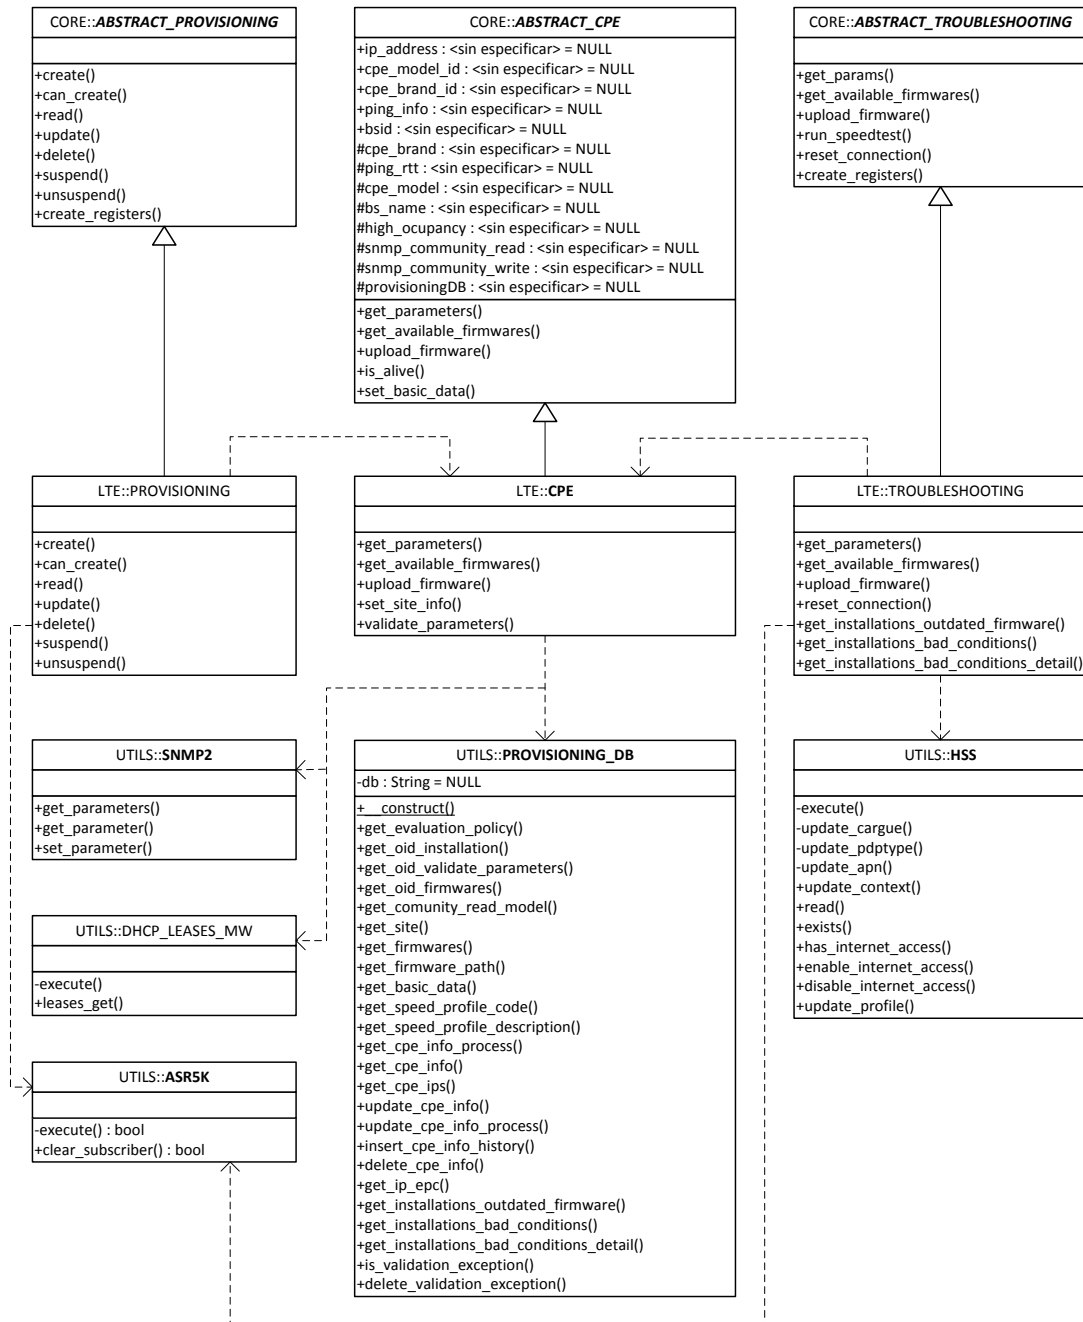 CORE::ABSTRACT_PROVISIONING
+create()
+can_create()
+read()
+update()
+delete()
+suspend()
+unsuspend()
+create_registers()
CORE::ABSTRACT_CPE
+ip_address : <sin especificar> = NULL
+cpe_model_id : <sin especificar> = NULL
+cpe_brand_id : <sin especificar> = NULL
+ping_info : <sin especificar> = NULL
+bsid : <sin especificar> = NULL
#cpe_brand : <sin especificar> = NULL
#ping_rtt : <sin especificar> = NULL
#cpe_model : <sin especificar> = NULL
#bs_name : <sin especificar> = NULL
#high_ocupancy : <sin especificar> = NULL
#snmp_community_read : <sin especificar> = NULL
#snmp_community_write : <sin especificar> = NULL
#provisioningDB : <sin especificar> = NULL
+get_parameters()
+get_available_firmwares()
+upload_firmware()
+is_alive()
+set_basic_data()
CORE::ABSTRACT_TROUBLESHOOTING
+get_params()
+get_available_firmwares()
+upload_firmware()
+run_speedtest()
+reset_connection()
+create_registers()
LTE::PROVISIONING
+create()
+can_create()
+read()
+update()
+delete()
+suspend()
+unsuspend()
LTE::CPE
+get_parameters()
+get_available_firmwares()
+upload_firmware()
+set_site_info()
+validate_parameters()
LTE::TROUBLESHOOTING
+get_parameters()
+get_available_firmwares()
+upload_firmware()
+reset_connection()
+get_installations_outdated_firmware()
+get_installations_bad_conditions()
+get_installations_bad_conditions_detail()
UTILS::SNMP2
+get_parameters()
+get_parameter()
+set_parameter()
UTILS::DHCP_LEASES_MW
-execute()
+leases_get()
UTILS::ASR5K
-execute() : bool
+clear_subscriber() : bool
UTILS::PROVISIONING_DB
-db : String = NULL
+__construct()
+get_evaluation_policy()
+get_oid_installation()
+get_oid_validate_parameters()
+get_oid_firmwares()
+get_comunity_read_model()
+get_site()
+get_firmwares()
+get_firmware_path()
+get_basic_data()
+get_speed_profile_code()
+get_speed_profile_description()
+get_cpe_info_process()
+get_cpe_info()
+get_cpe_ips()
+update_cpe_info()
+update_cpe_info_process()
+insert_cpe_info_history()
+delete_cpe_info()
+get_ip_epc()
+get_installations_outdated_firmware()
+get_installations_bad_conditions()
+get_installations_bad_conditions_detail()
+is_validation_exception()
+delete_validation_exception()
UTILS::HSS
-execute()
-update_cargue()
-update_pdptype()
-update_apn()
+update_context()
+read()
+exists()
+has_internet_access()
+enable_internet_access()
+disable_internet_access()
+update_profile()